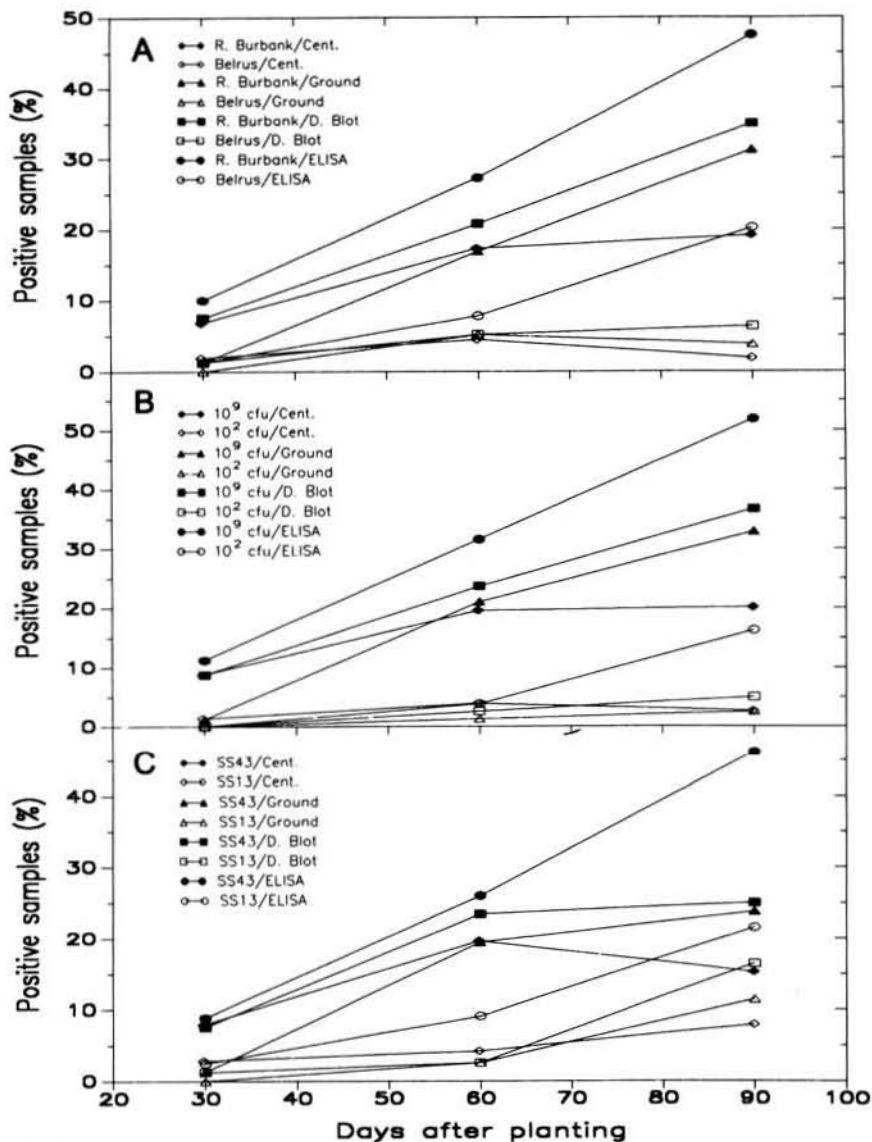 50
A
R. Burbank/Cent.
Belrus/Cent.
R. Burbank/Ground
Belrus/Ground
R. Burbank/D. Blot
Belrus/D. Blot
R. Burbank/ELISA
Belrus/ELISA
40
30
20
10
0
Positive samples (%)
B
10⁹ cfu/Cent.
10² cfu/Cent.
10⁹ cfu/Ground
10² cfu/Ground
10⁹ cfu/D. Blot
10² cfu/D. Blot
10⁹ cfu/ELISA
10² cfu/ELISA
50
40
30
20
10
0
Positive samples (%)
C
SS43/Cent.
SS13/Cent.
SS43/Ground
SS13/Ground
SS43/D. Blot
SS13/D. Blot
SS43/ELISA
SS13/ELISA
40
30
20
10
0
Positive samples (%)
20 30 40 50 60 70 80 90 100
Days after planting